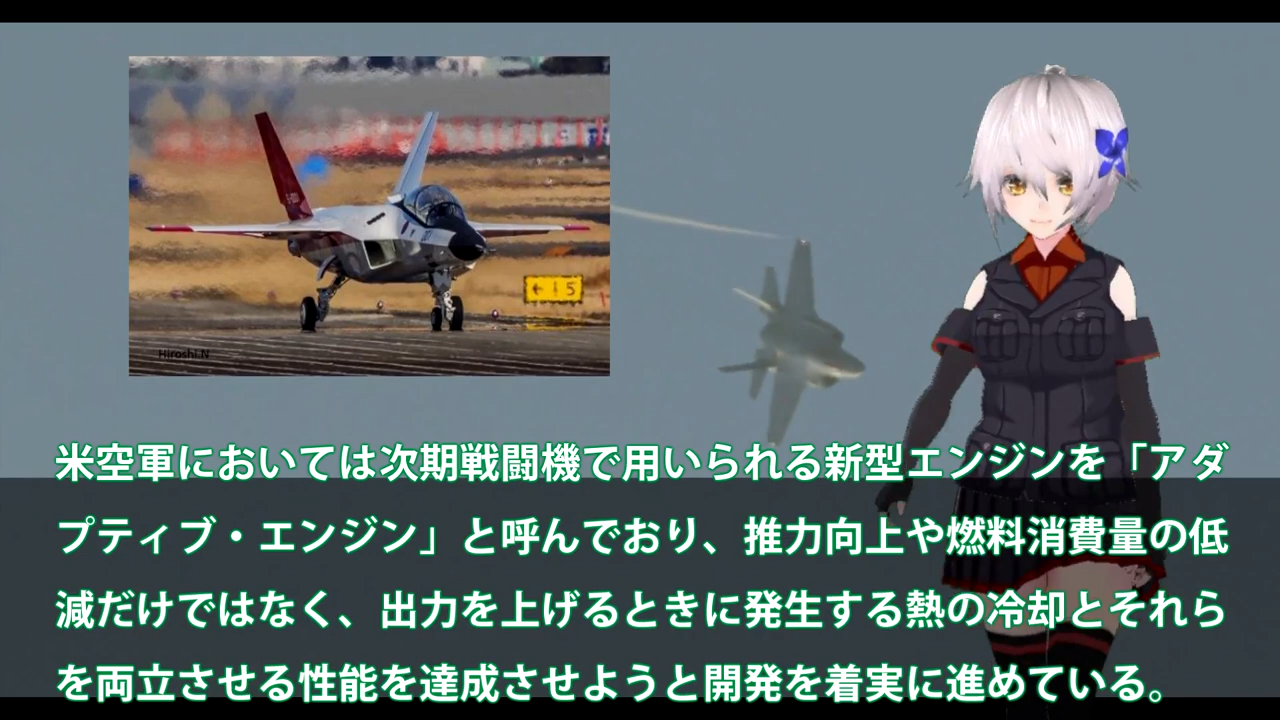 ← 15
Hiroshi.N
米空軍においては次期戦闘機で用いられる新型エンジンを「アダ
プティブ・エンジン」と呼んでおり、推力向上や燃料消費量の低
減だけではなく、出力を上げるときに発生する熱の冷却とそれら
を両立させる性能を達成させようと開発を着実に進めている。